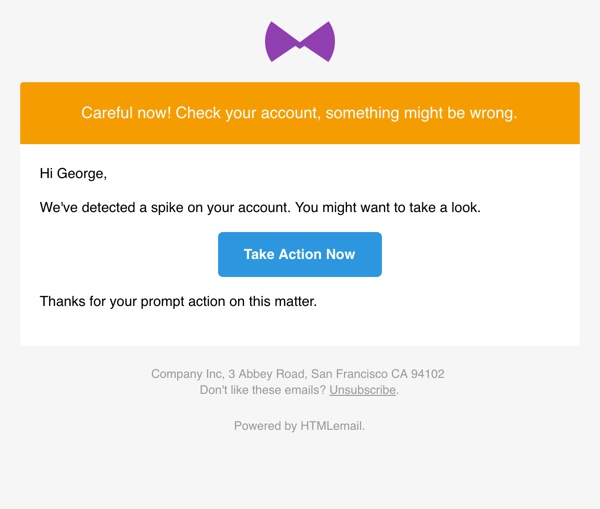 Careful now! Check your account, something might be wrong.
Hi George,
We've detected a spike on your account. You might want to take a look.
Take Action Now
Thanks for your prompt action on this matter.
Company Inc, 3 Abbey Road, San Francisco CA 94102
Don't like these emails? Unsubscribe.
Powered by HTMLemail.